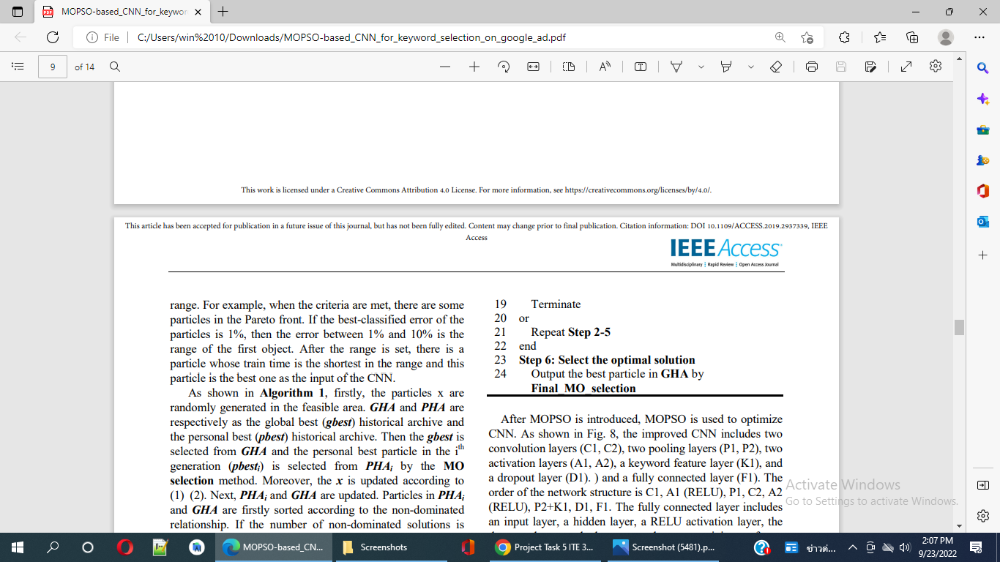 MOPSO-based_CNN_for_keywor
File
C:/Users/win%2010/Downloads/MOPSO-based_CNN_for_keyword_selection_on_google_ad.pdf
9 of 14
This work is licensed under a Creative Commons Attribution 4.0 License. For more information, see https://creativecommons.org/licenses/by/4.0/.
This article has been accepted for publication in a future issue of this journal, but has not been fully edited. Content may change prior to final publication. Citation information: DOI 10.1109/ACCESS.2019.2937339, IEEE
Access
IEEE Access
Multidisciplinary | Rapid Review | Open Access Journal
range. For example, when the criteria are met, there are some
particles in the Pareto front. If the best-classified error of the
particles is 1%, then the error between 1% and 10% is the
range of the first object. After the range is set, there is a
particle whose train time is the shortest in the range and this
particle is the best one as the input of the CNN.
As shown in Algorithm 1, firstly, the particles x are
randomly generated in the feasible area. GHA and PHA are
respectively as the global best (gbest) historical archive and
the personal best (pbest) historical archive. Then the gbest is
selected from GHA and the personal best particle in the ith
generation (pbesti) is selected from PHAi by the MO
selection method. Moreover, the x is updated according to
(1) (2). Next, PHAi and GHA are updated. Particles in PHAi
and GHA are firstly sorted according to the non-dominated
relationship. If the number of non-dominated solutions is
19 Terminate
20 or
21 Repeat Step 2-5
22 end
23 Step 6: Select the optimal solution
24 Output the best particle in GHA by
Final_MO_selection
After MOPSO is introduced, MOPSO is used to optimize
CNN. As shown in Fig. 8, the improved CNN includes two
convolution layers (C1, C2), two pooling layers (P1, P2), two
activation layers (A1, A2), a keyword feature layer (K1), and
a dropout layer (D1). ) and a fully connected layer (F1). The
order of the network structure is C1, A1 (RELU), P1, C2, A2
(RELU), P2+K1, D1, F1. The fully connected layer includes
an input layer, a hidden layer, a RELU activation layer, the
Activate Windows
Go to Settings to activate Windows.
MOPSO-based_CN...
Screenshots
Project Task 5 ITE 3...
Screenshot (5481).p...
ข่าวด่...
2:07 PM
9/23/2022